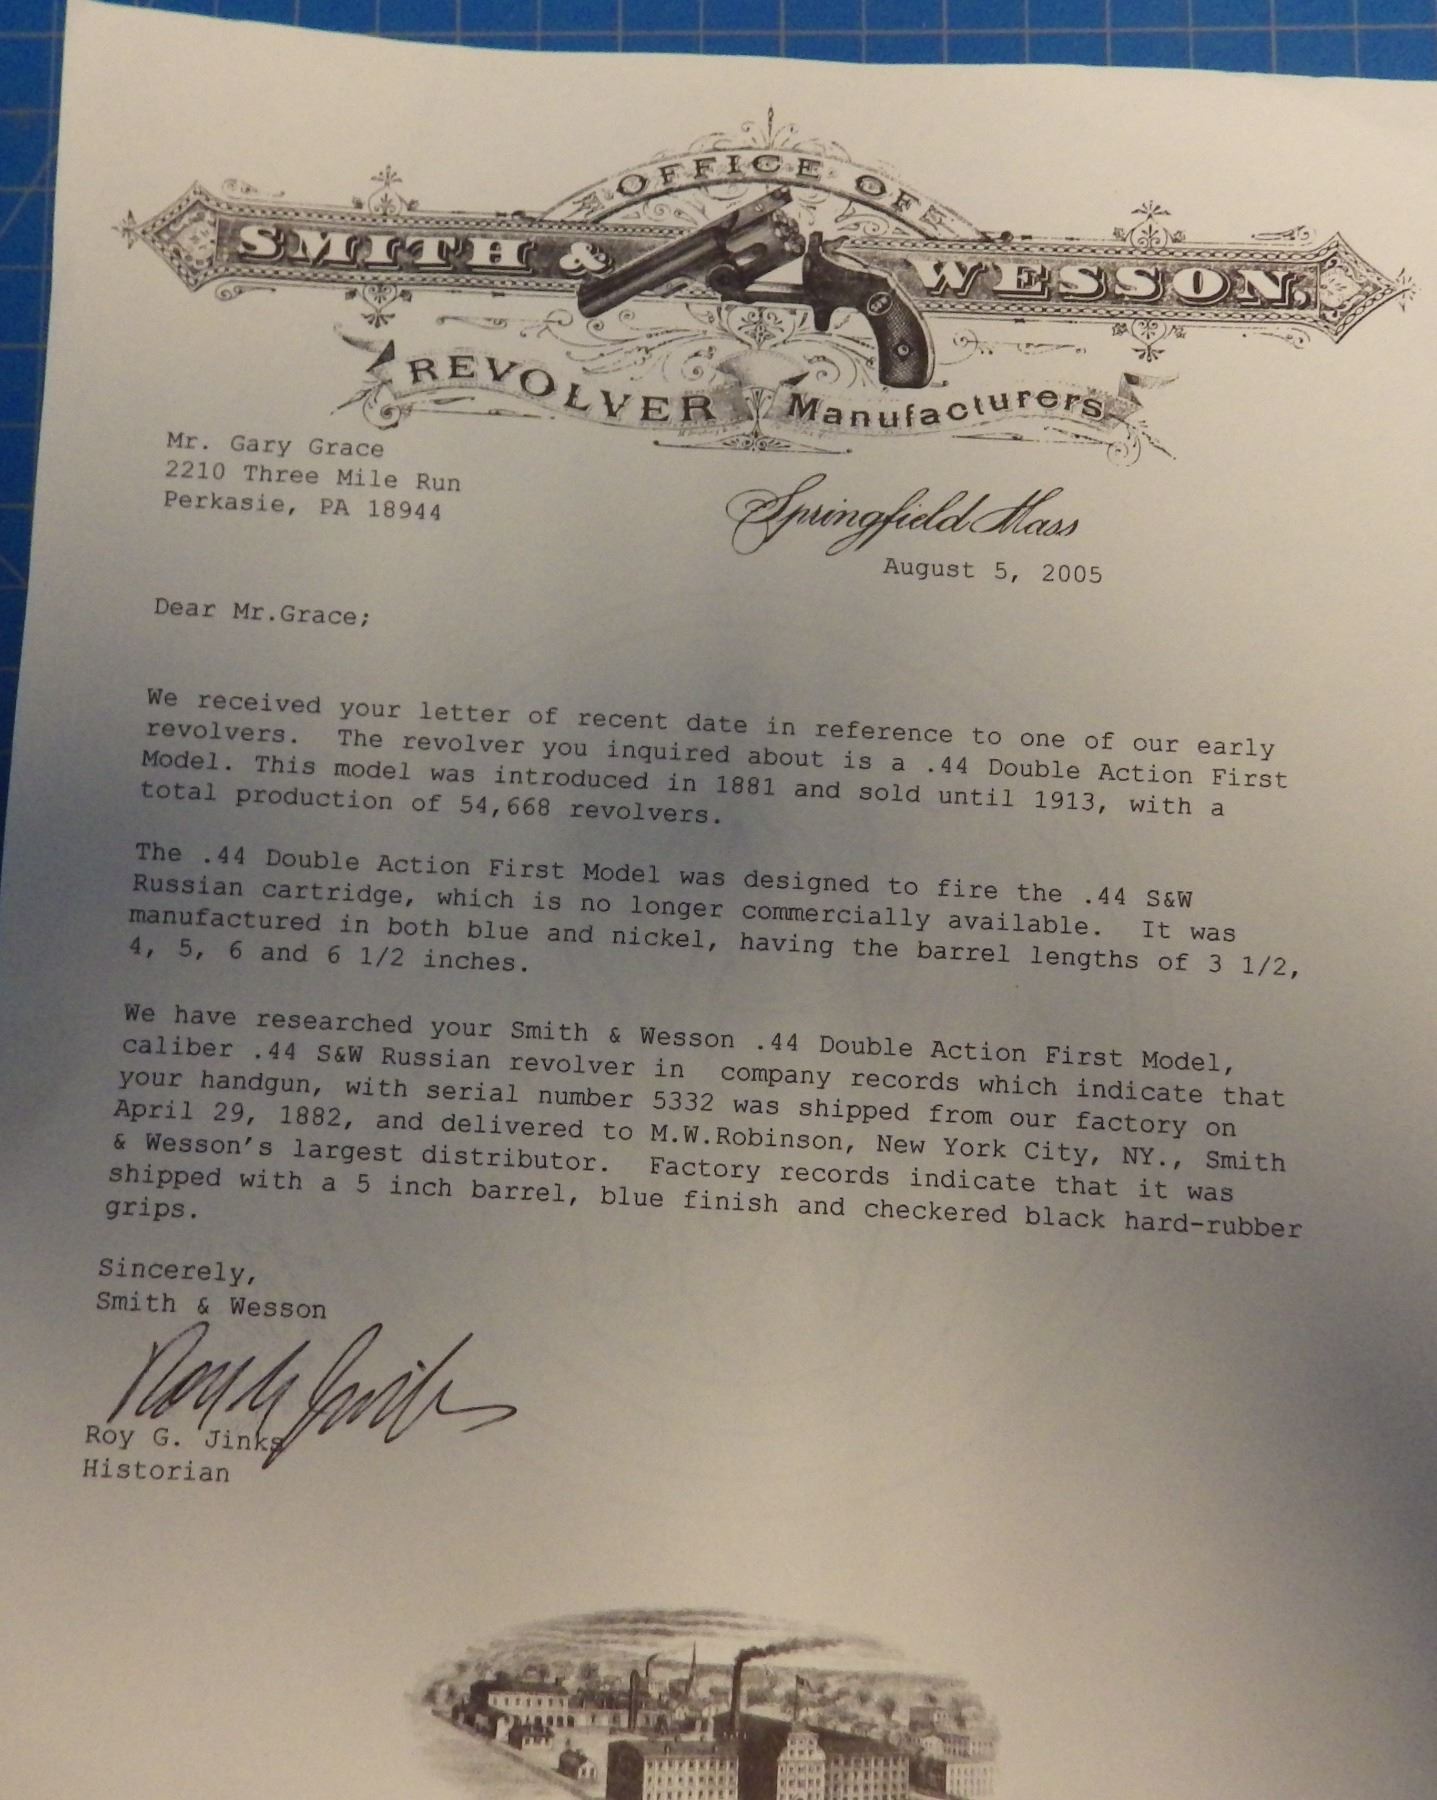 OFFICE OF
SMITH & WESSON,
REVOLVER Manufacturers
Mr. Gary Grace
2210 Three Mile Run
Perkasie, PA 18944
Springfield Mass
August 5, 2005
Dear Mr.Grace;
We received your letter of recent date in reference to one of our early
revolvers.  The revolver you inquired about is a .44 Double Action First
Model. This model was introduced in 1881 and sold until 1913, with a
total production of 54,668 revolvers.
The .44 Double Action First Model was designed to fire the .44 S&W
Russian cartridge, which is no longer commercially available.  It was
manufactured in both blue and nickel, having the barrel lengths of 3 1/2,
4, 5, 6 and 6 1/2 inches.
We have researched your Smith & Wesson .44 Double Action First Model,
caliber .44 S&W Russian revolver in  company records which indicate that
your handgun, with serial number 5332 was shipped from our factory on
April 29, 1882, and delivered to M.W.Robinson, New York City, NY., Smith
& Wesson's largest distributor.  Factory records indicate that it was
shipped with a 5 inch barrel, blue finish and checkered black hard-rubber
grips.
Sincerely,
Smith & Wesson
Roy G. Jinks
Roy G. Jinks
Historian